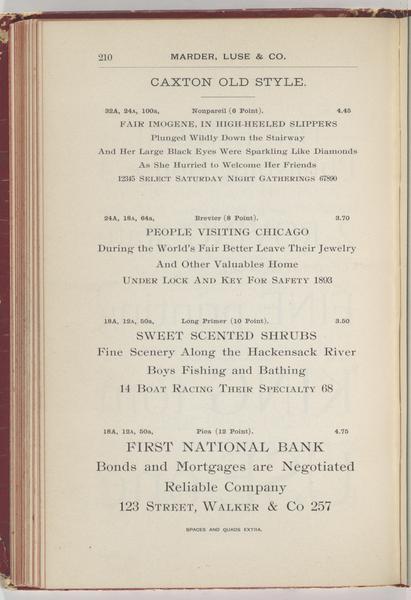 210 MARDER, LUSE & CO.
CAXTON OLD STYLE.
32A, 24A, 100a, Nonpareil (6 Point). 4.45
FAIR IMOGENE, IN HIGH-HEELED SLIPPERS
Plunged Wildly Down the Stairway
And Her Large Black Eyes Were Sparkling Like Diamonds
As She Hurried to Welcome Her Friends
12345 SELECT SATURDAY NIGHT GATHERINGS 67890
24A, 18A, 64a, Brevier (8 Point). 3.70
PEOPLE VISITING CHICAGO
During the World's Fair Better Leave Their Jewelry
And Other Valuables Home
UNDER LOCK AND KEY FOR SAFETY 1893
18A, 12A, 50a, Long Primer (10 Point). 3.50
SWEET SCENTED SHRUBS
Fine Scenery Along the Hackensack River
Boys Fishing and Bathing
14 BOAT RACING THEIR SPECIALTY 68
18A, 12A, 50a, Pica (12 Point). 4.75
FIRST NATIONAL BANK
Bonds and Mortgages are Negotiated
Reliable Company
123 STREET, WALKER & CO 257
SPACES AND QUADS EXTRA.